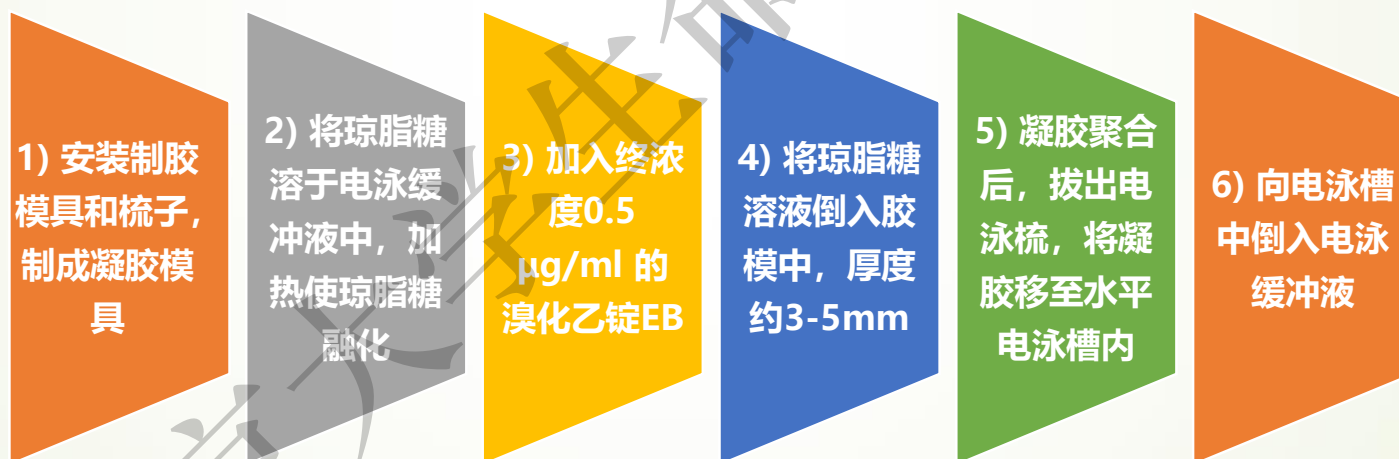 1) 安装制胶
模具和梳子，
制成凝胶模
具
2) 将琼脂糖
溶于电泳缓
冲液中，加
热使琼脂糖
融化
3) 加入终浓
度0.5
μg/ml 的
溴化乙锭EB
4) 将琼脂糖
溶液倒入胶
模中，厚度
约3-5mm
5) 凝胶聚合
后，拔出电
泳梳，将凝
胶移至水平
电泳槽内
6) 向电泳槽
中倒入电泳
缓冲液
大学生命